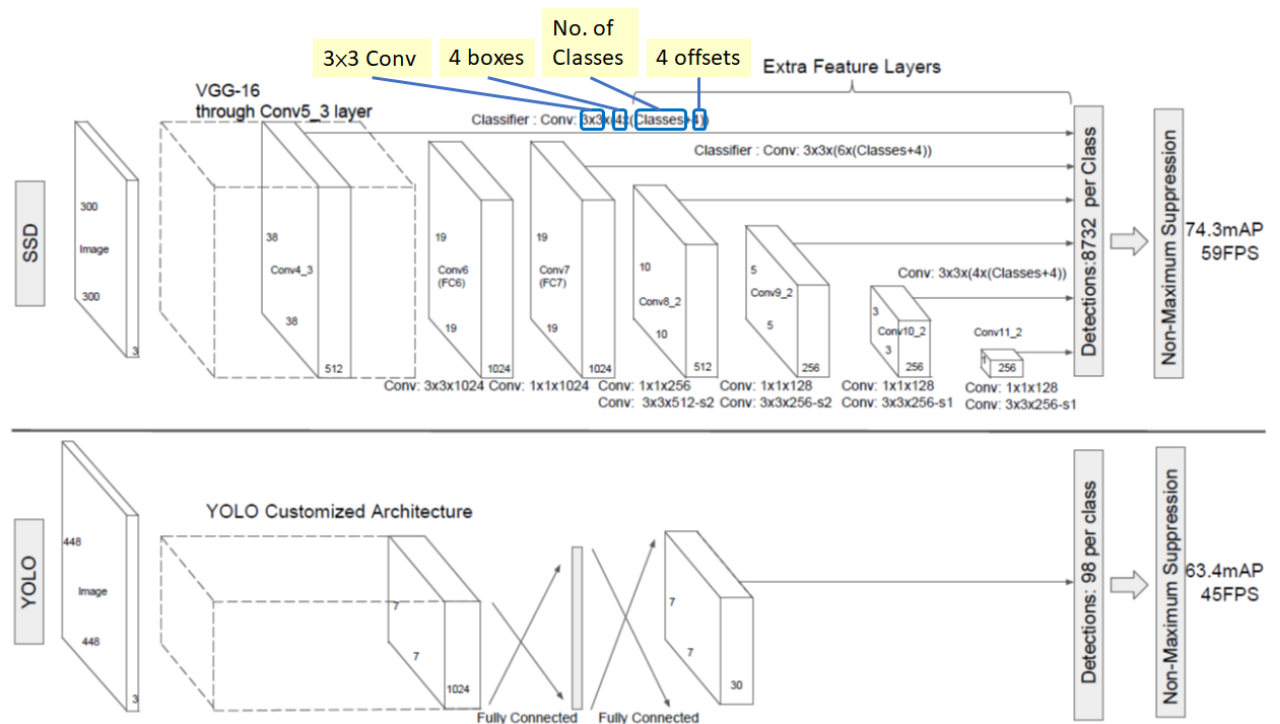 No. of
Classes
3x3 Conv
4 boxes
4 offsets
Extra Feature Layers
VGG-16
through Conv5_3 layer
Classifier : Conv: 3x3x(4x(Classes+4))
Classifier : Conv: 3x3x(6x(Classes+4))
SSD
300
Image
300
3
38
Conv4_3
38
512
19
Conv6
(FC6)
19
1024
19
Conv7
(FC7)
19
1024
10
Conv8_2
10
512
5
Conv9_2
5
256
Conv: 3x3x(4x(Classes+4))
3
Conv10_2
3
256
Conv11_2
1
256
Conv: 3x3x1024
Conv: 1x1x1024
Conv: 1x1x256
Conv: 3x3x512-s2
Conv: 1x1x128
Conv: 3x3x256-s2
Conv: 1x1x128
Conv: 3x3x256-s1
Conv: 1x1x128
Conv: 3x3x256-s1
Detections:8732 per Class
Non-Maximum Suppression
74.3mAP
59FPS
YOLO
448
Image
448
3
YOLO Customized Architecture
7
7
1024
Fully Connected
Fully Connected
7
7
30
Detections: 98 per class
Non-Maximum Suppression
63.4mAP
45FPS